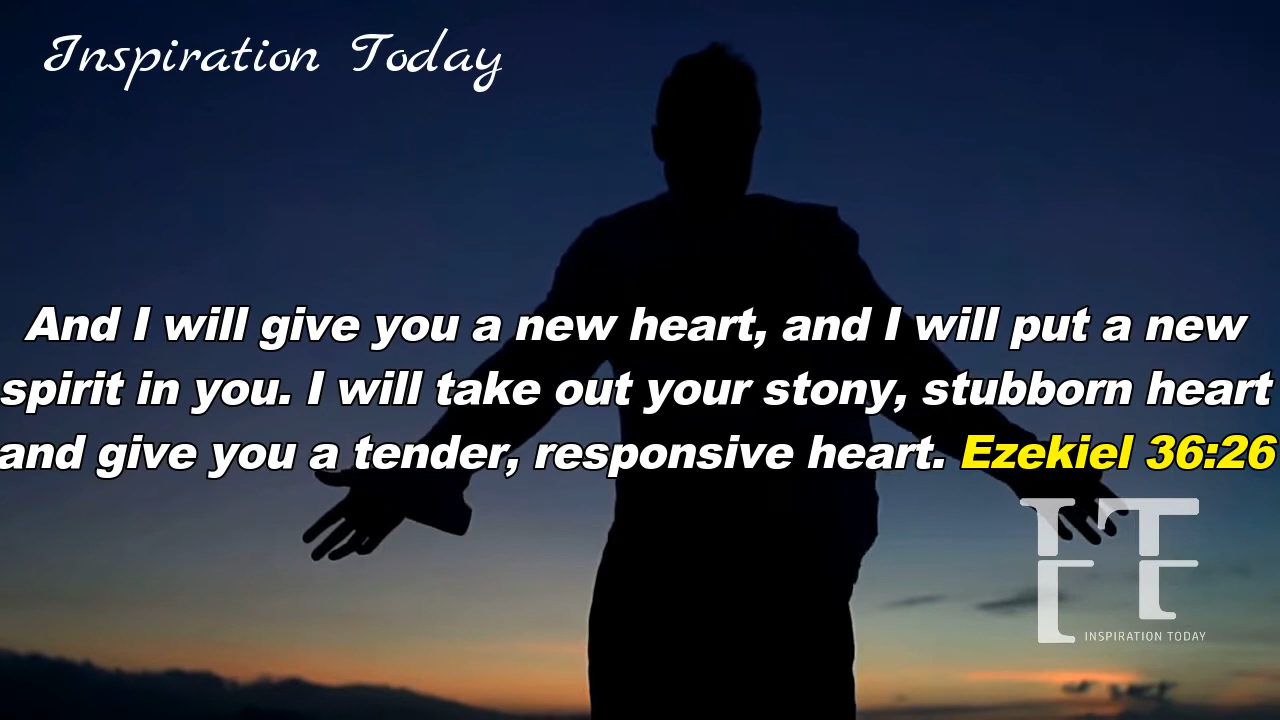 Inspiration Today
And I will give you a new heart, and I will put a new
spirit in you. I will take out your stony, stubborn heart
and give you a tender, responsive heart. Ezekiel 36:26
INSPIRATION TODAY